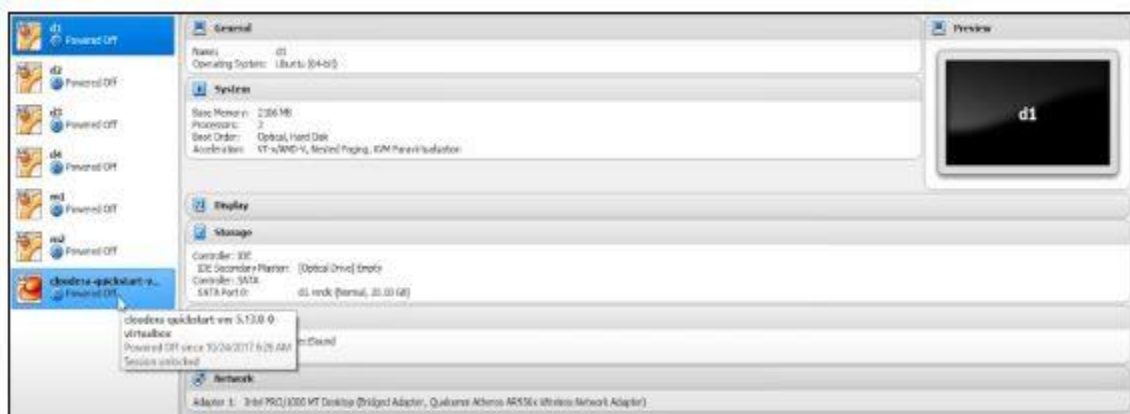 d1
Powered Off
d2
Powered Off
d3
Powered Off
d4
Powered Off
m1
Powered Off
m2
Powered Off
cloudera-quickstart-v...
Powered Off
cloudera-quickstart-vm-5.13.0-0
virtualbox
Powered Off since 10/24/2017 6:26 AM
Session unlocked
General
Name: d1
Operating System: Ubuntu (64-bit)
System
Base Memory: 2106 MB
Processors: 2
Boot Order: Optical, Hard Disk
Acceleration: VT-x/AMD-V, Nested Paging, KVM Paravirtualization
Display
Storage
Controller: IDE
IDE Secondary Master: [Optical Drive] Empty
Controller: SATA
SATA Port 0: d1.vmdk (Normal, 20.00 GB)
Network
Adapter 1: Intel PRO/1000 MT Desktop (Bridged Adapter, Qualcomm Atheros AR956x Wireless Network Adapter)
Preview
d1